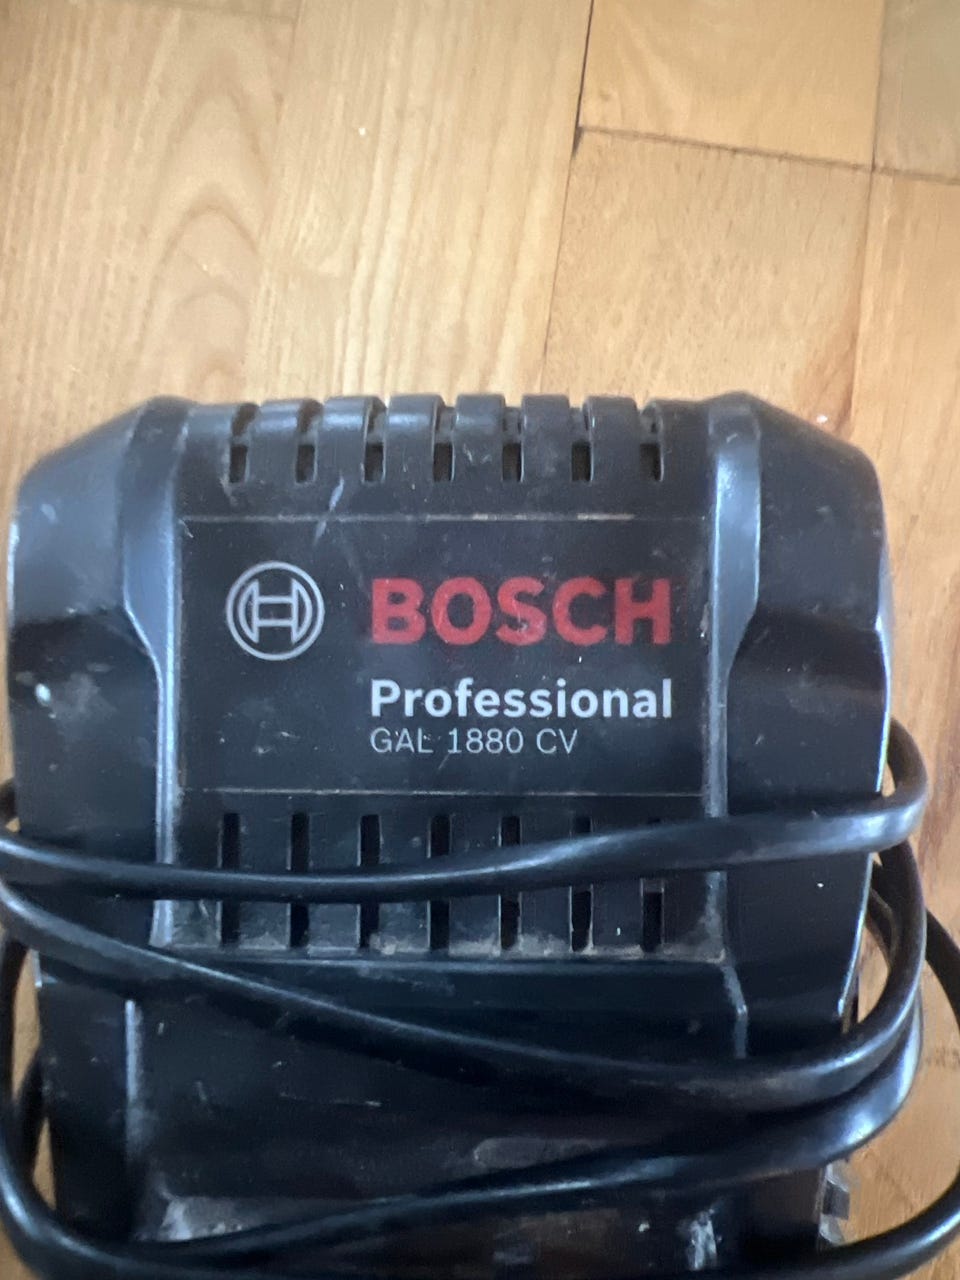 BOSCH
Professional
GAL 1880 CV